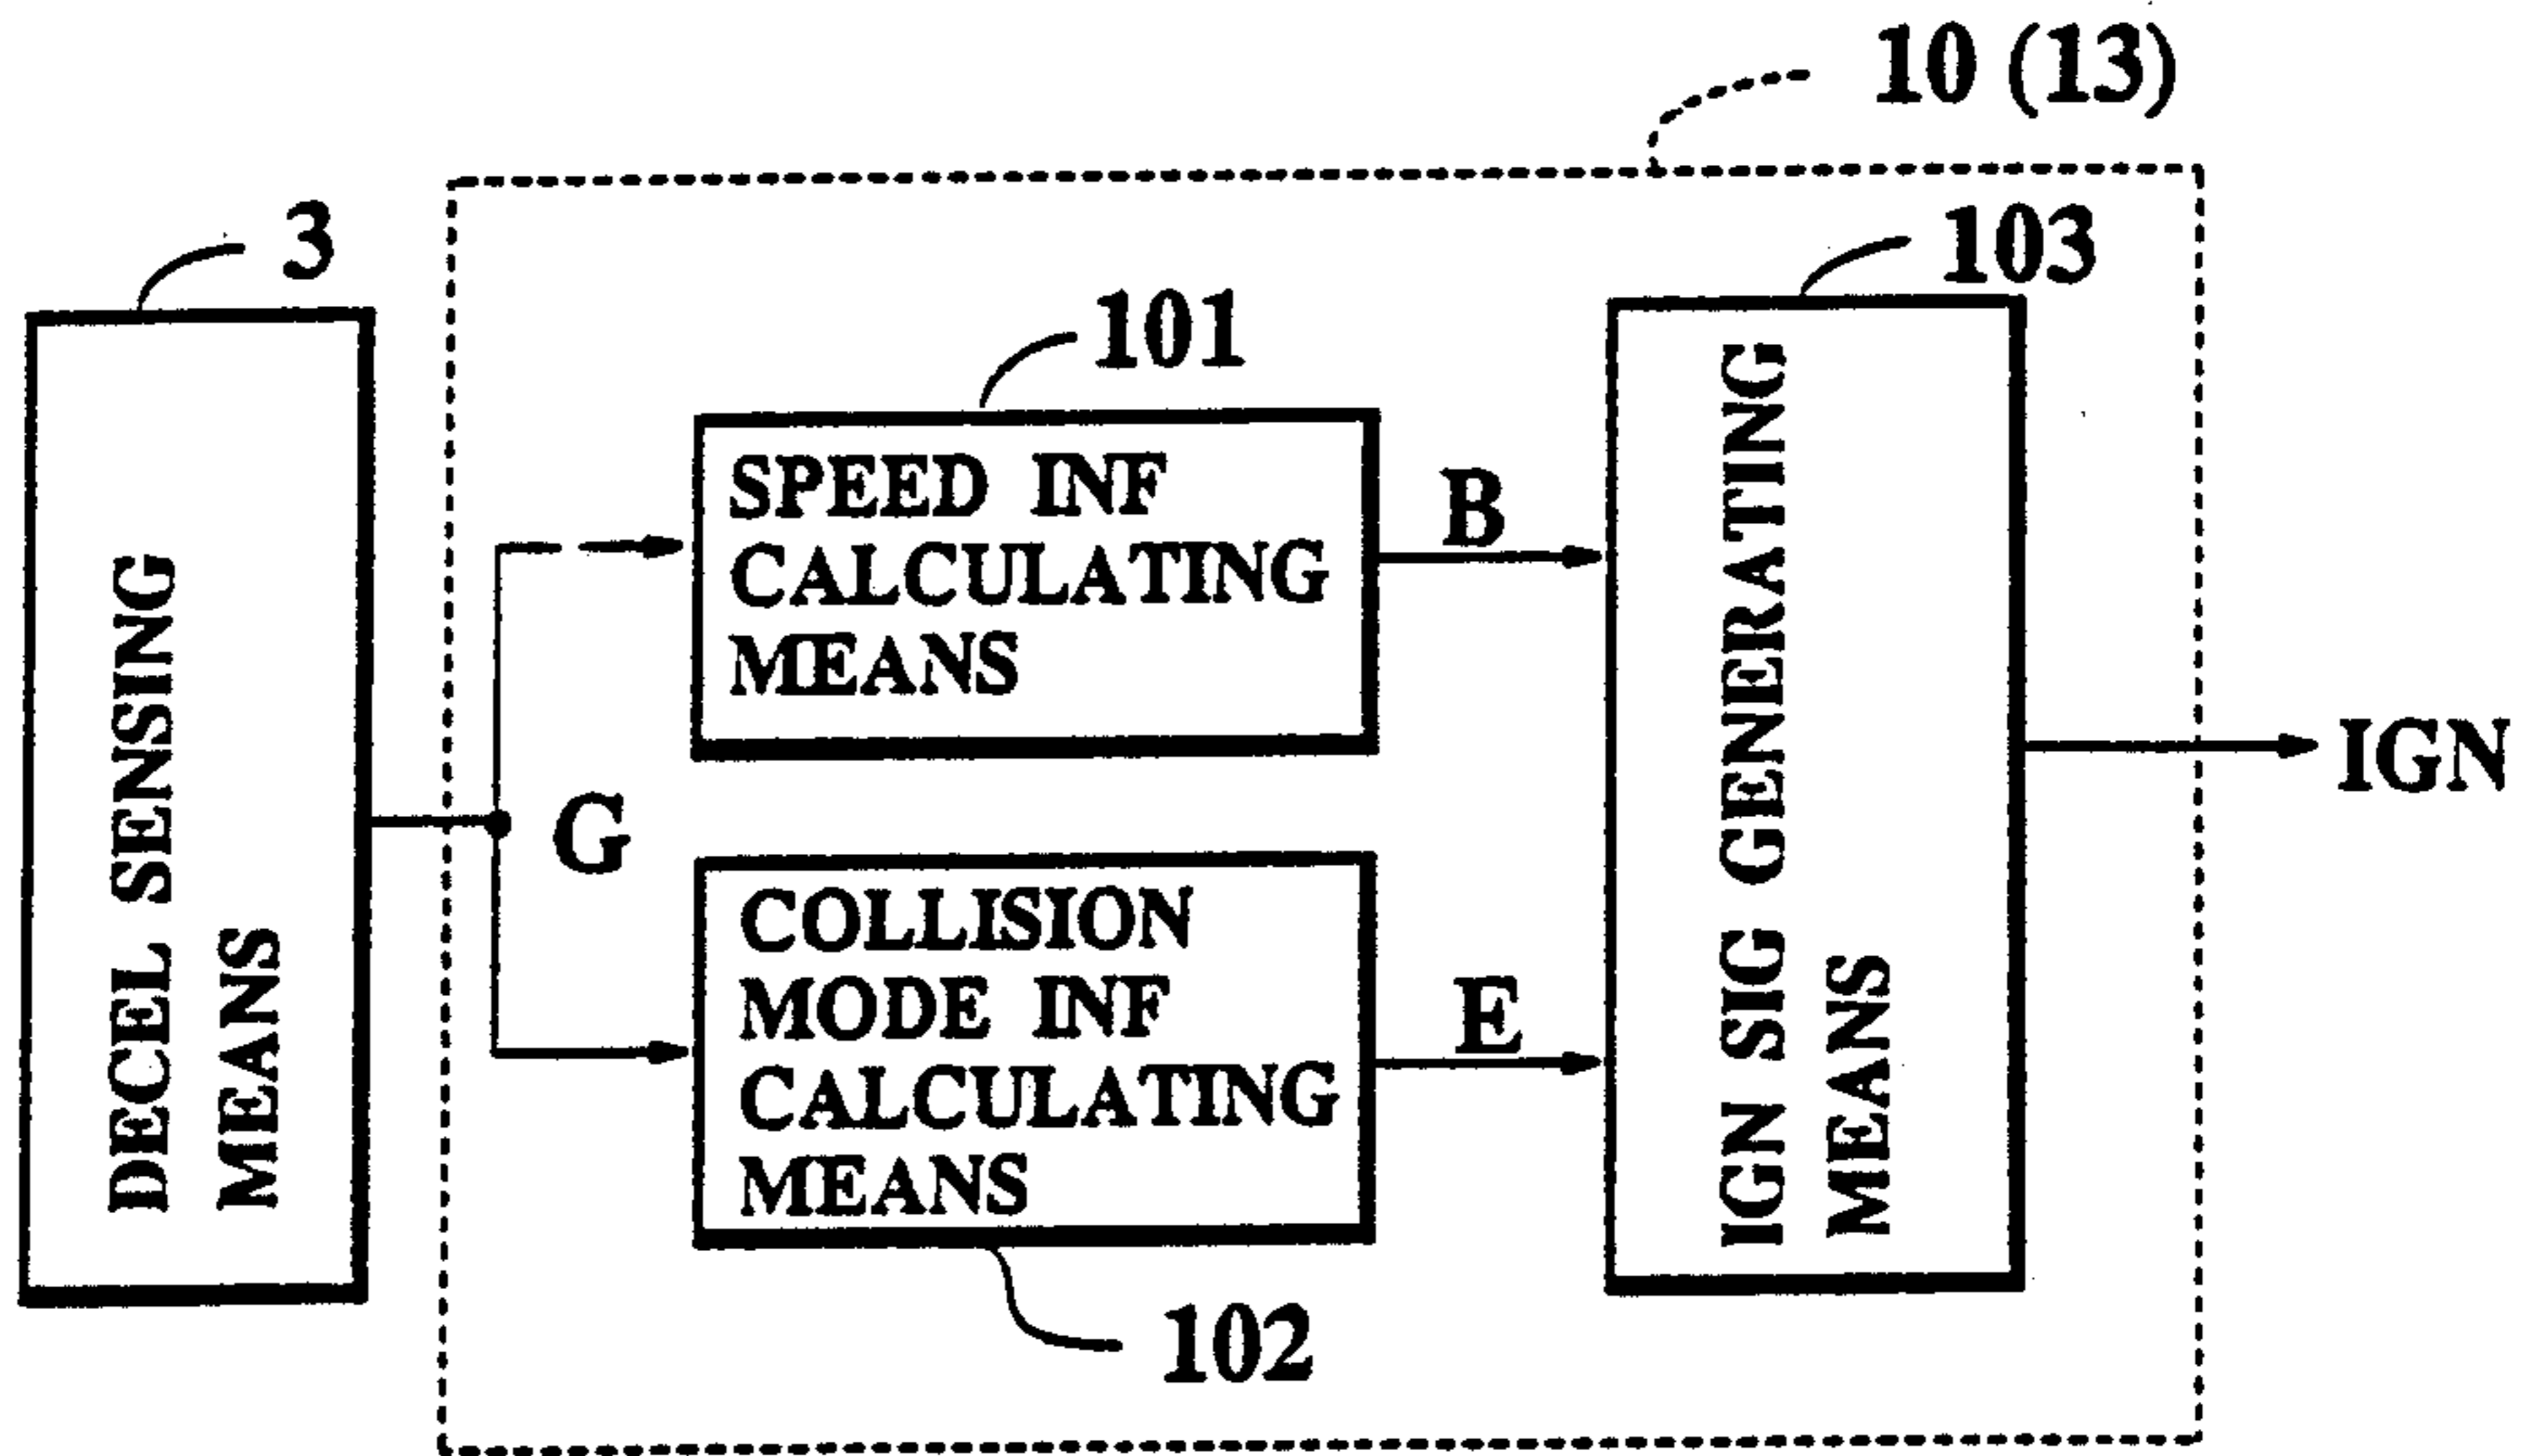 10 (13)
3
103
101
DECEL SENSING
MEANS
SPEED INF
CALCULATING
MEANS
B
IGN SIG GENERATING
MEANS
IGN
G
COLLISION
MODE INF
CALCULATING
MEANS
E
102